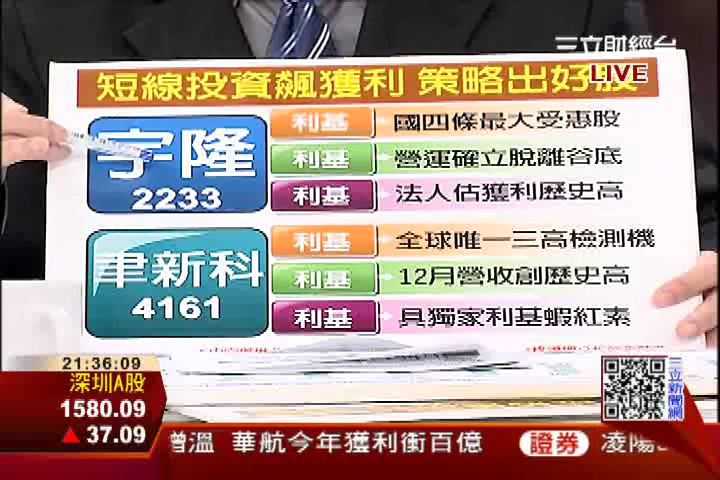 三立財經台
LIVE
短線投資飆獲利 策略出好股
宇隆
2233
利基 國四條最大受惠股
利基 營運確立脫離谷底
利基 法人估獲利歷史高
聿新科
4161
利基 全球唯一三高檢測機
利基 12月營收創歷史高
利基 具獨家利基蝦紅素
21:36:09
深圳A股
1580.09
▲ 37.09
三立新聞網
增溫 華航今年獲利衝百億 證券 凌陽